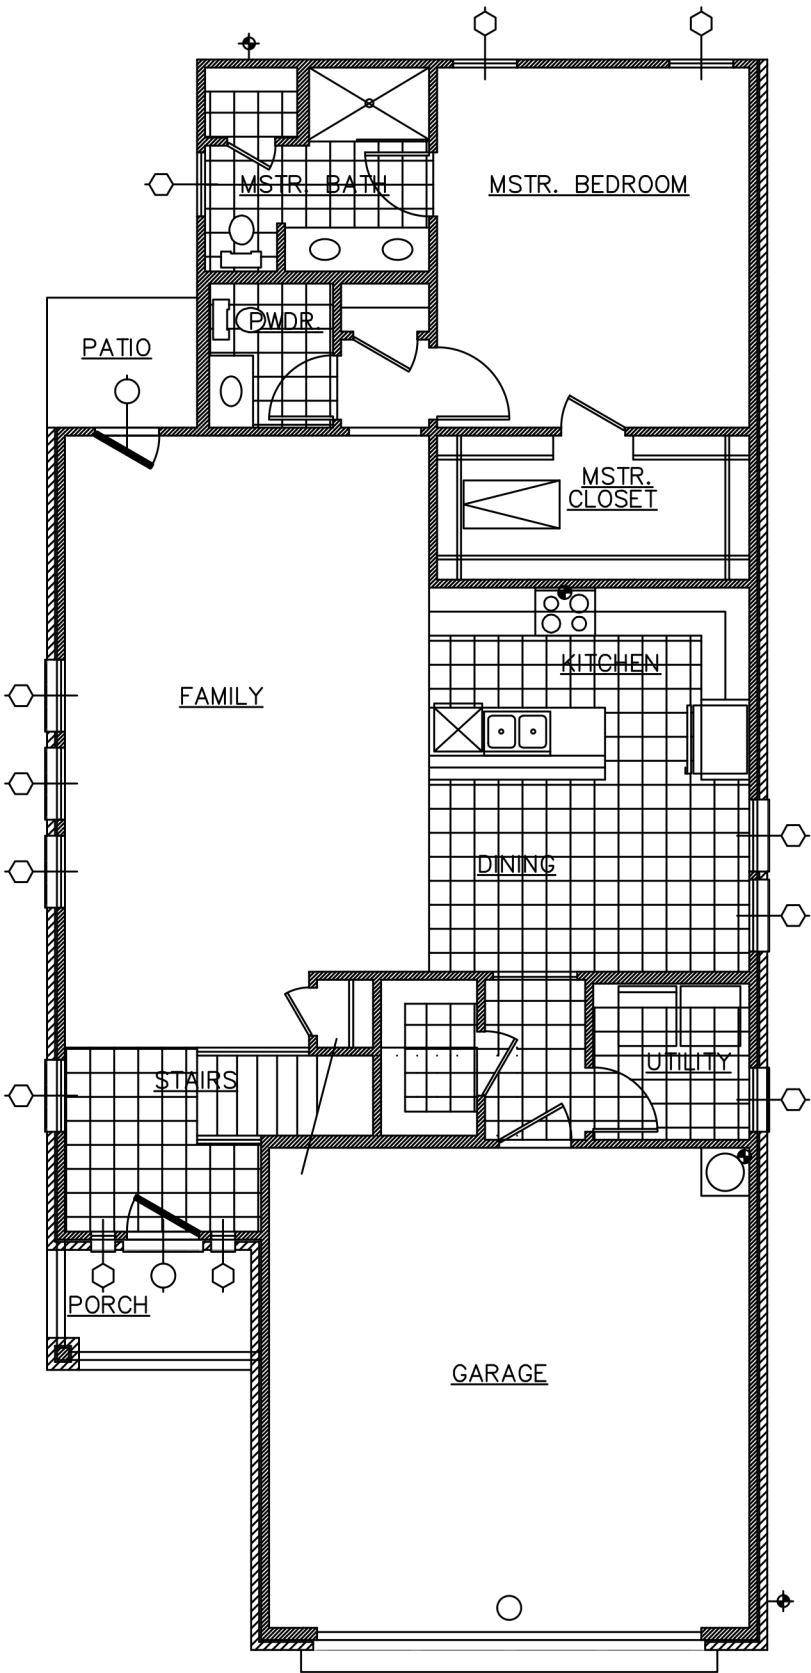 MSTR. BATH
MSTR. BEDROOM
PWDR.
PATIO
MSTR.
CLOSET
KITCHEN
FAMILY
DINING
UTILITY
STAIRS
PORCH
GARAGE